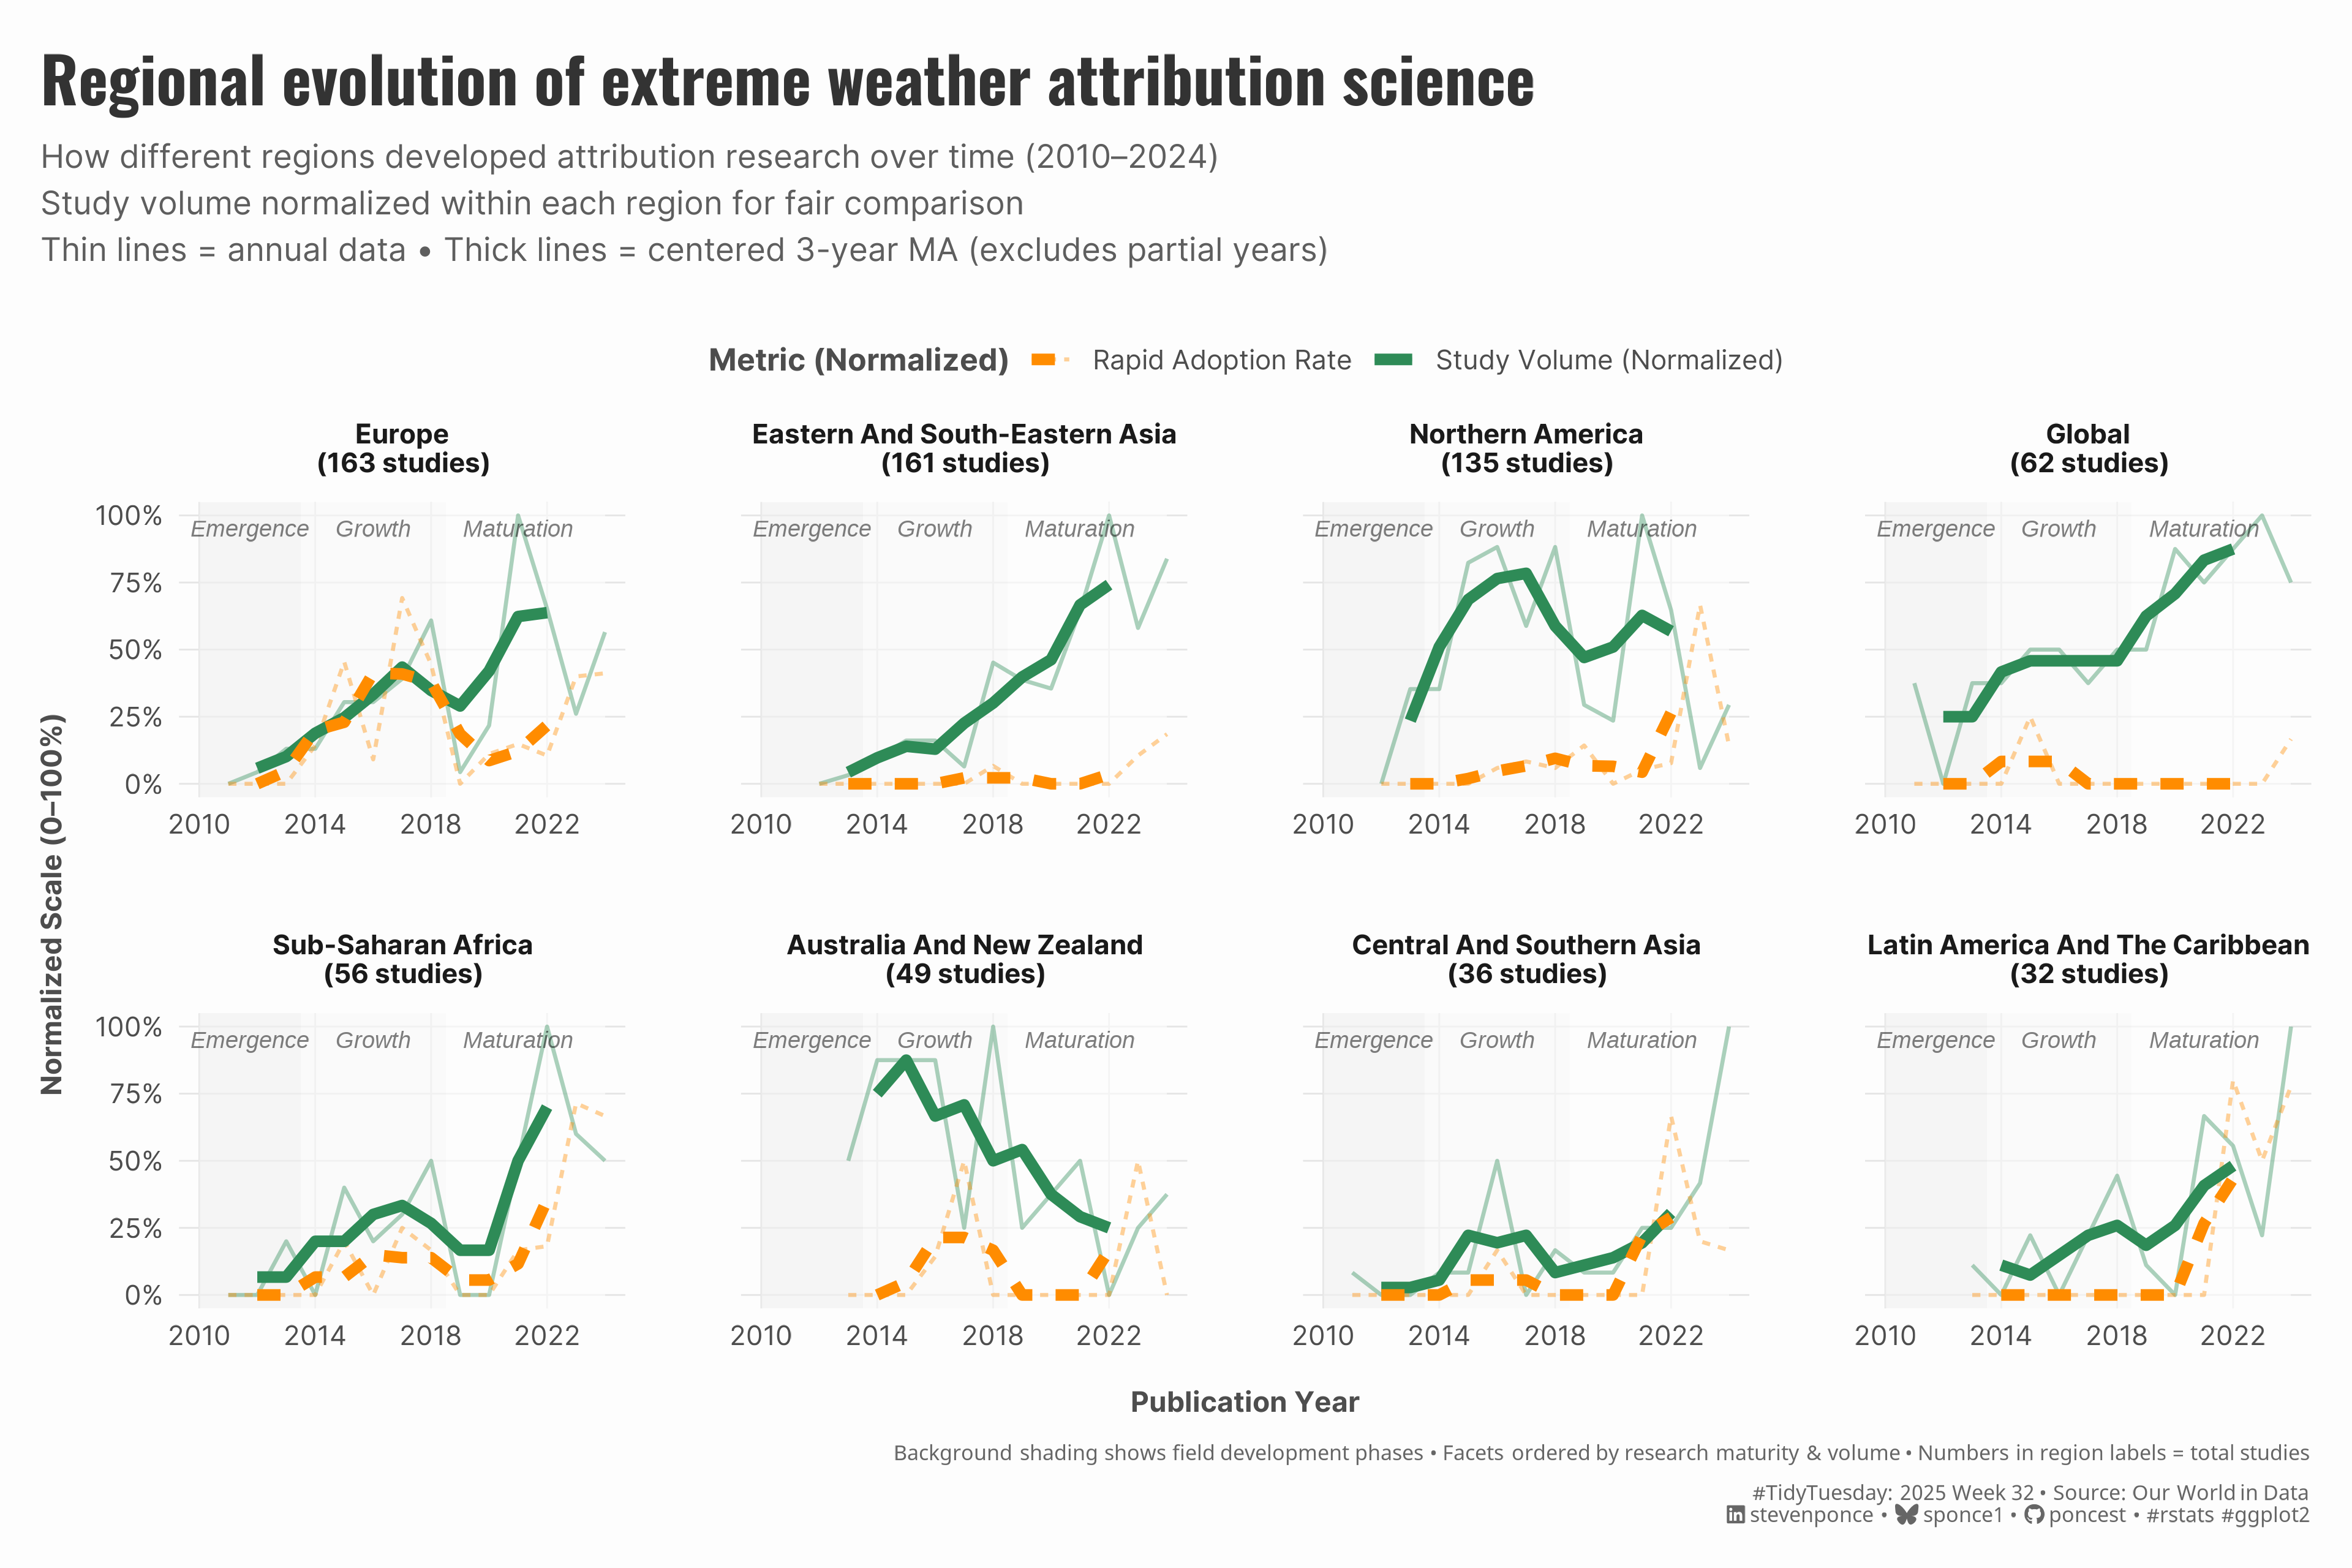 Regional evolution of extreme weather attribution science
How different regions developed attribution research over time (2010–2024)
Study volume normalized within each region for fair comparison
Thin lines = annual data • Thick lines = centered 3-year MA (excludes partial years)
Metric (Normalized) Rapid Adoption Rate Study Volume (Normalized)
Europe
(163 studies)
Eastern And South-Eastern Asia
(161 studies)
Northern America
(135 studies)
Global
(62 studies)
100%
75%
50%
25%
0%
Emergence Growth Maturation
Emergence Growth Maturation
Emergence Growth Maturation
Emergence Growth Maturation
2010 2014 2018 2022
2010 2014 2018 2022
2010 2014 2018 2022
2010 2014 2018 2022
Normalized Scale (0–100%)
Sub-Saharan Africa
(56 studies)
Australia And New Zealand
(49 studies)
Central And Southern Asia
(36 studies)
Latin America And The Caribbean
(32 studies)
100%
75%
50%
25%
0%
Emergence Growth Maturation
Emergence Growth Maturation
Emergence Growth Maturation
Emergence Growth Maturation
2010 2014 2018 2022
2010 2014 2018 2022
2010 2014 2018 2022
2010 2014 2018 2022
Publication Year
Background shading shows field development phases • Facets ordered by research maturity & volume • Numbers in region labels = total studies
#TidyTuesday: 2025 Week 32 • Source: Our World in Data
stevenponce • sponce1 • poncest • #rstats #ggplot2